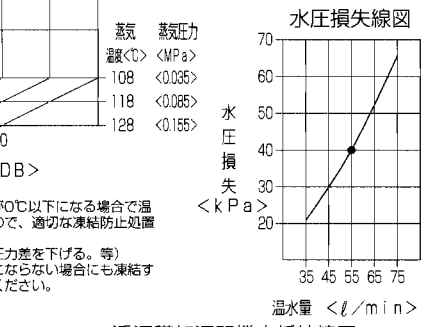 水圧損失線図
蒸気 蒸気圧力
温度<℃> <MPa>
108 <0.035>
118 <0.085>
128 <0.155>
0
DB>
が0℃以下になる場合で温
ので、適切な凍結防止処置
圧力差を下げる。等)
にならない場合にも凍結す
ください。
70
60
50
40
30
20
水圧損失
<kPa>
35 45 55 65 75
温水量 <ℓ/min>